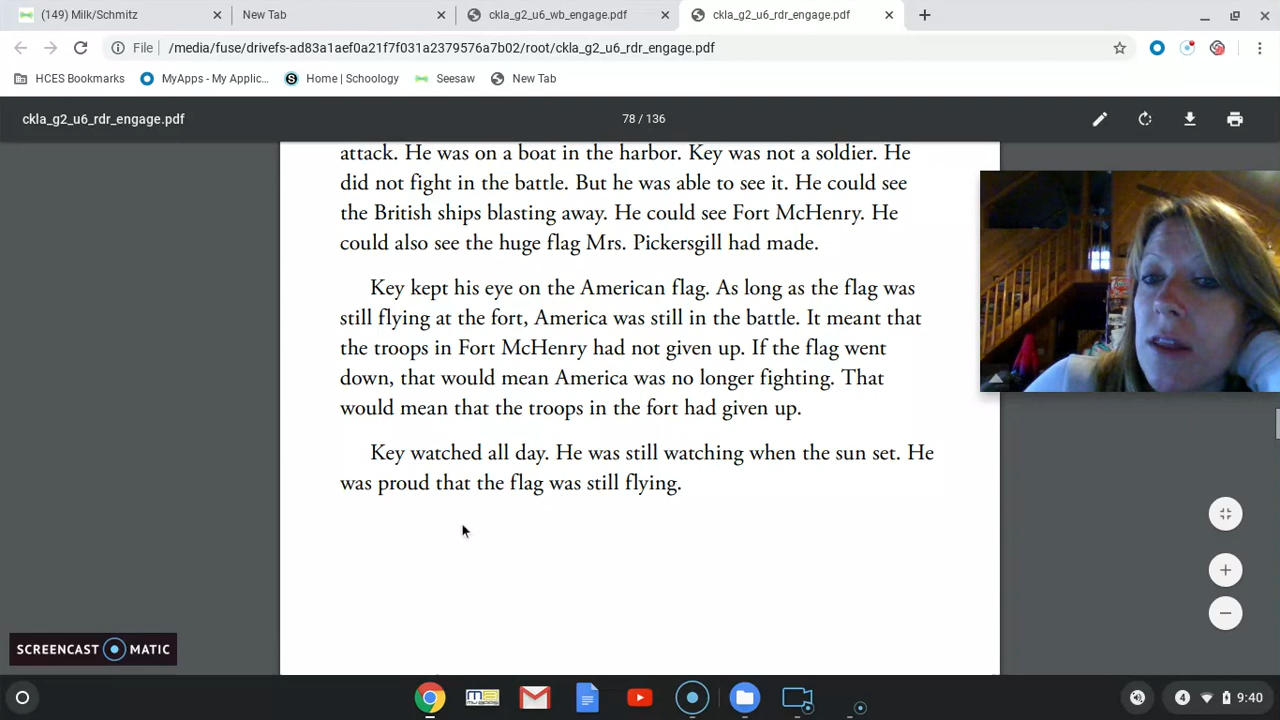 (149) Milk/Schmitz
New Tab
ckla_g2_u6_wb_engage.pdf
ckla_g2_u6_rdr_engage.pdf
File
/media/fuse/drivefs-ad83a1aef0a21f7f031a2379576a7b02/root/ckla_g2_u6_rdr_engage.pdf
HCES Bookmarks
MyApps - My Applic...
Home | Schoology
Seesaw
New Tab
ckla_g2_u6_rdr_engage.pdf
78 / 136
attack. He was on a boat in the harbor. Key was not a soldier. He
did not fight in the battle. But he was able to see it. He could see
the British ships blasting away. He could see Fort McHenry. He
could also see the huge flag Mrs. Pickersgill had made.
Key kept his eye on the American flag. As long as the flag was
still flying at the fort, America was still in the battle. It meant that
the troops in Fort McHenry had not given up. If the flag went
down, that would mean America was no longer fighting. That
would mean that the troops in the fort had given up.
Key watched all day. He was still watching when the sun set. He
was proud that the flag was still flying.
SCREENCAST MATIC
4
9:40